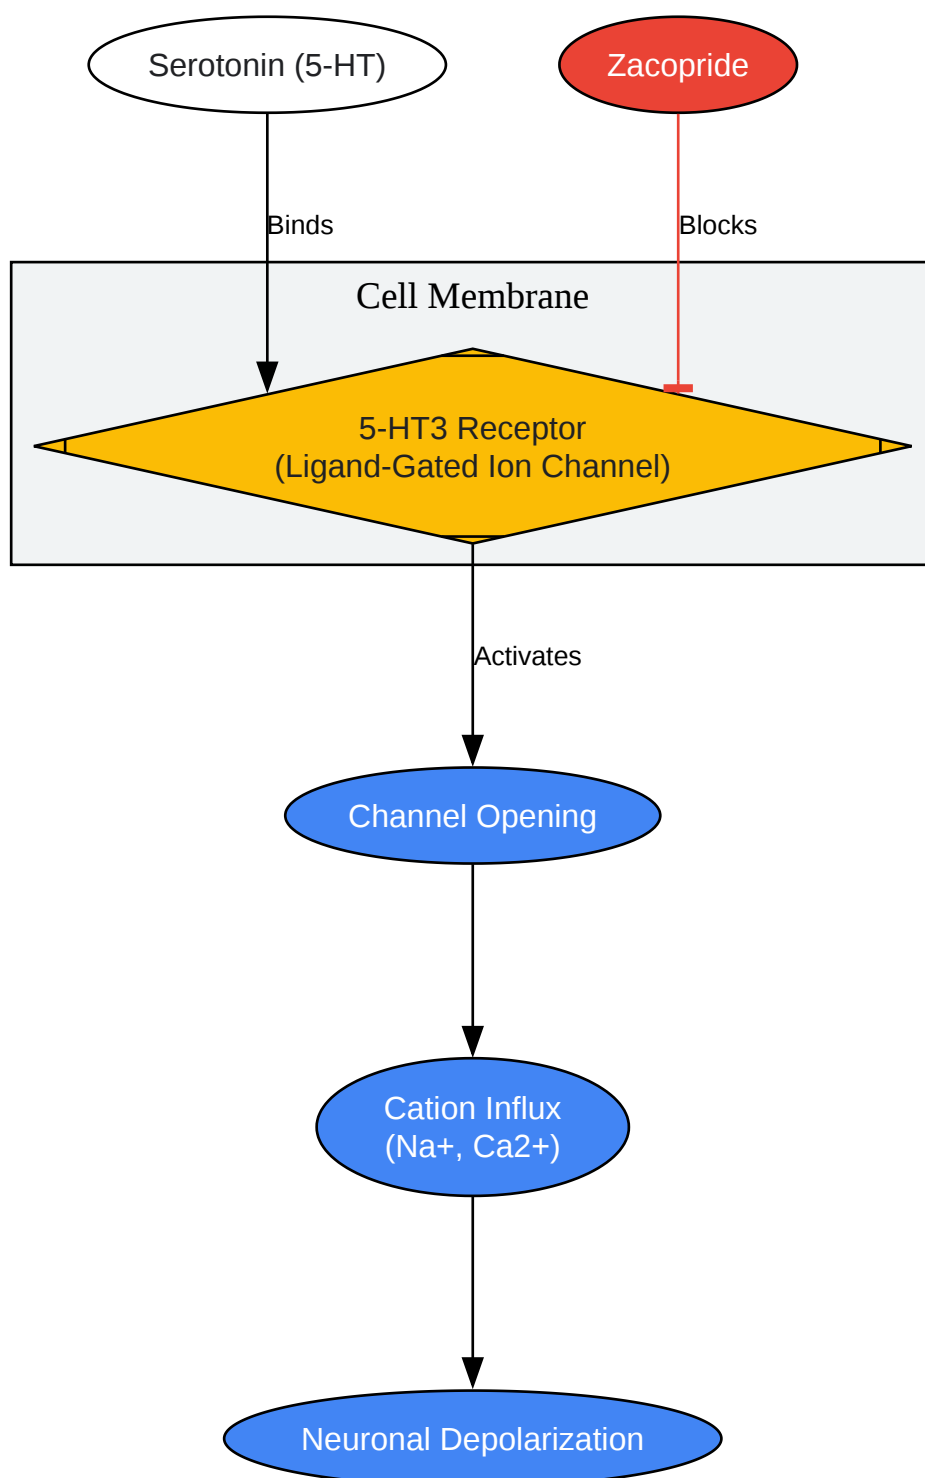 Serotonin (5-HT)
Zacopride
Binds
Blocks
Cell Membrane
5-HT3 Receptor
(Ligand-Gated Ion Channel)
Activates
Channel Opening
Cation Influx
(Na+, Ca2+)
Neuronal Depolarization